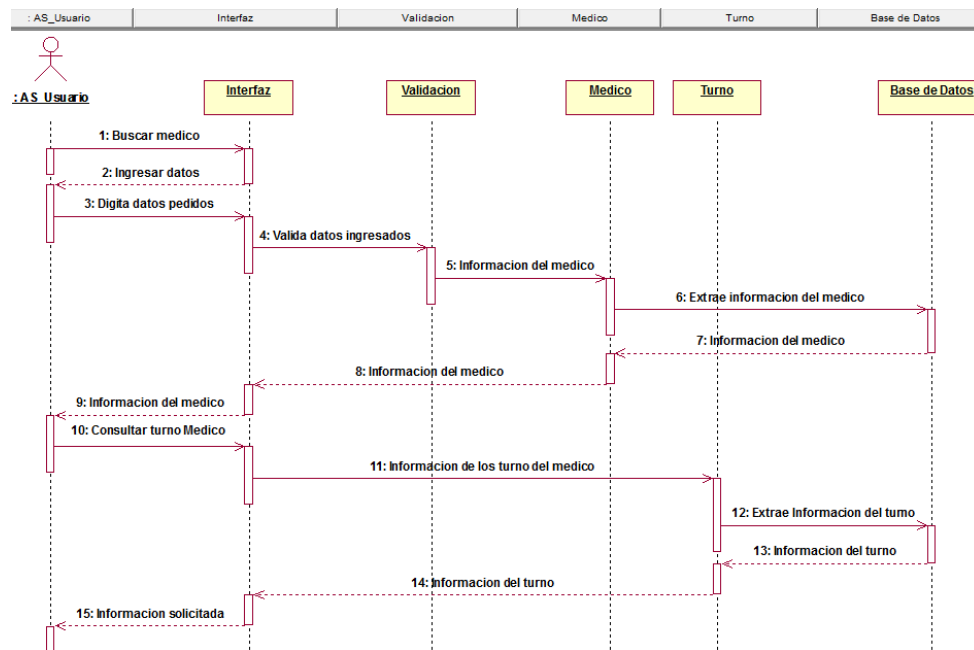 : AS_Usuario
Interfaz
Validacion
Medico
Turno
Base de Datos
: AS_Usuario
Interfaz
Validacion
Medico
Turno
Base de Datos
1: Buscar medico
2: Ingresar datos
3: Digita datos pedidos
4: Valida datos ingresados
5: Informacion del medico
6: Extrae informacion del medico
7: Informacion del medico
8: Informacion del medico
9: Informacion del medico
10: Consultar turno Medico
11: Informacion de los turno del medico
12: Extrae Informacion del turno
13: Informacion del turno
14: Informacion del turno
15: Informacion solicitada